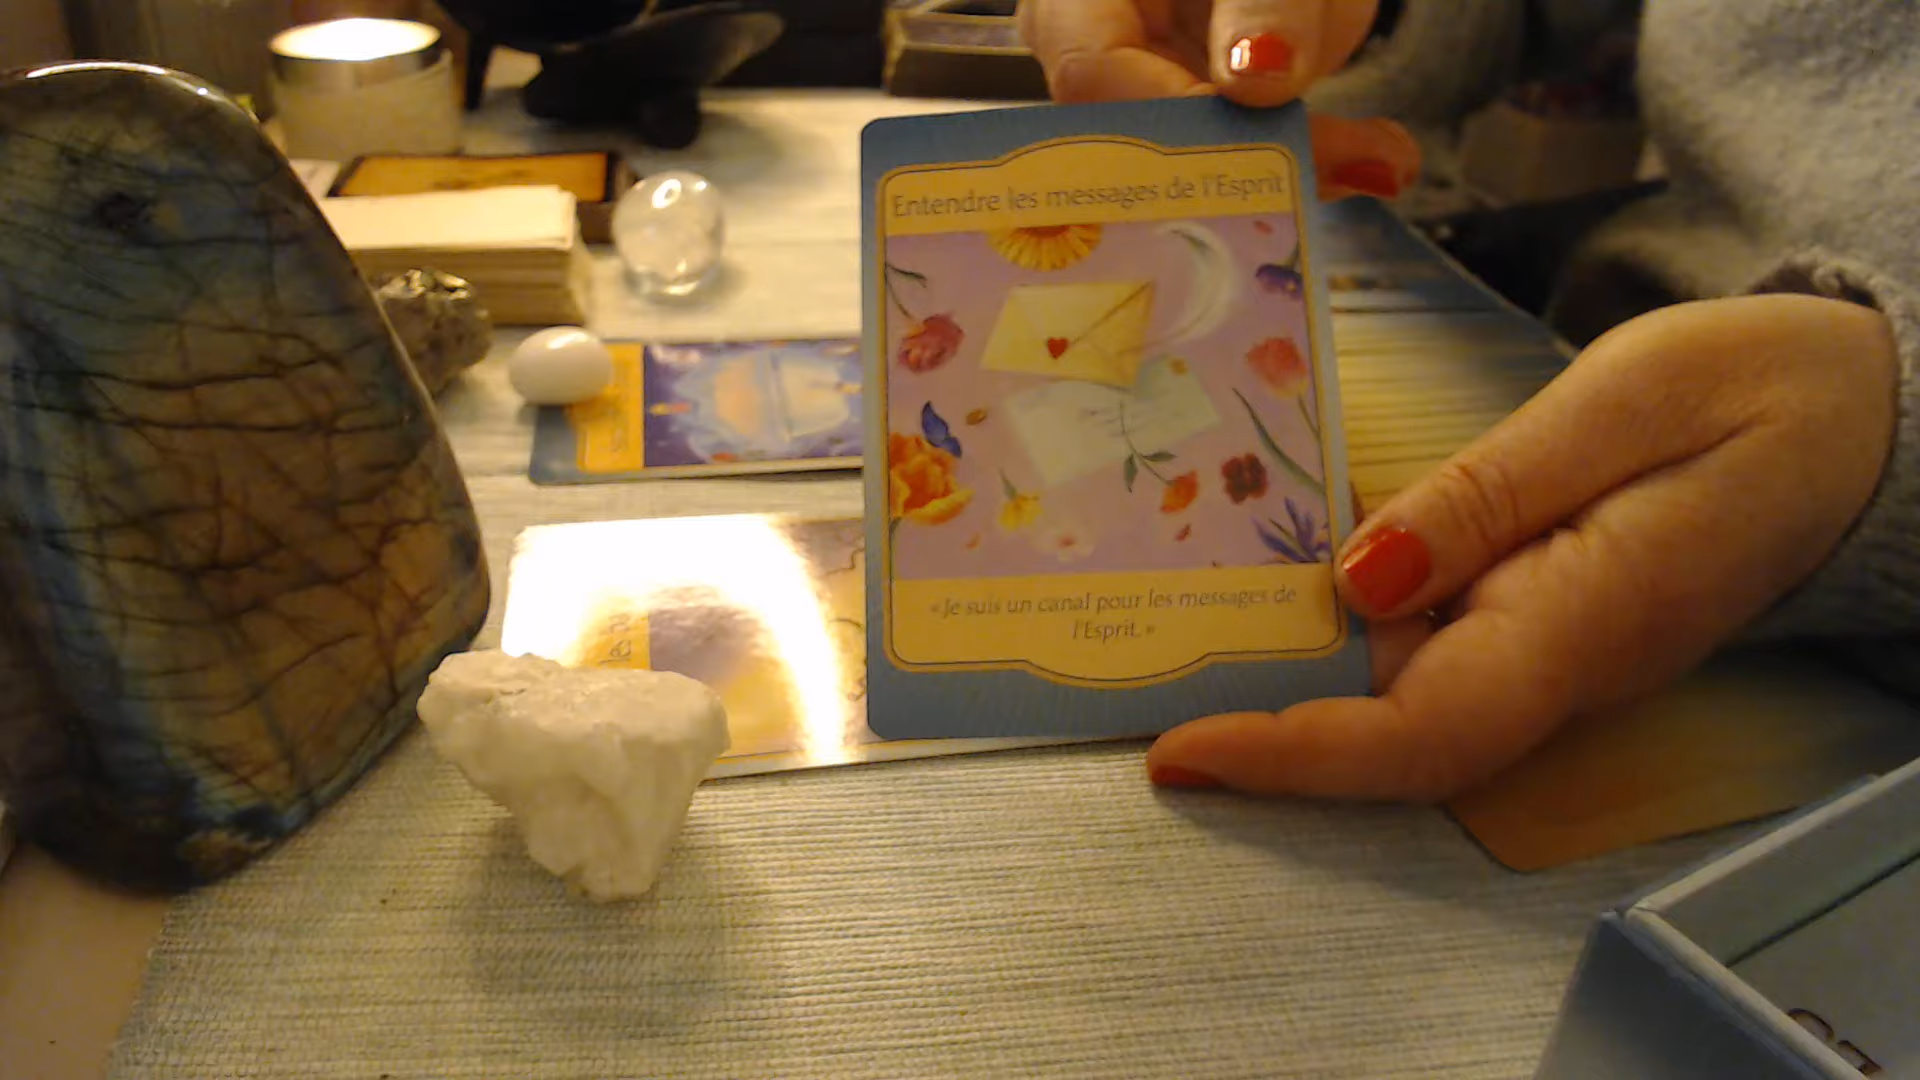 Entendre les messages de l'Esprit
« Je suis un canal pour les messages de
l'Esprit. »